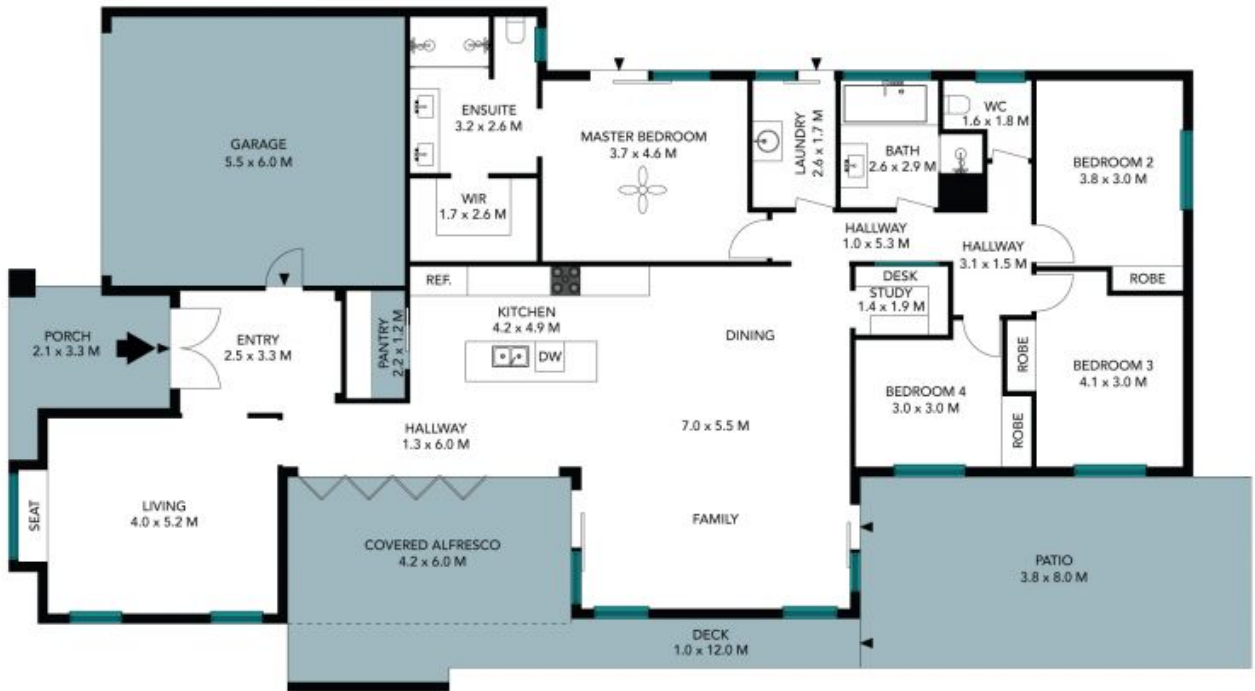 GARAGE
5.5 x 6.0 M
ENSUITE
3.2 x 2.6 M
WIR
1.7 x 2.6 M
MASTER BEDROOM
3.7 x 4.6 M
LAUNDRY
2.6 x 1.7 M
BATH
2.6 x 2.9 M
WC
1.6 x 1.8 M
BEDROOM 2
3.8 x 3.0 M
HALLWAY
1.0 x 5.3 M
HALLWAY
3.1 x 1.5 M
ROBE
REF.
DESK
STUDY
1.4 x 1.9 M
PORCH
2.1 x 3.3 M
ENTRY
2.5 x 3.3 M
PANTRY
2.2 x 1.2 M
KITCHEN
4.2 x 4.9 M
DW
DINING
ROBE
BEDROOM 3
4.1 x 3.0 M
BEDROOM 4
3.0 x 3.0 M
ROBE
HALLWAY
1.3 x 6.0 M
7.0 x 5.5 M
SEAT
LIVING
4.0 x 5.2 M
COVERED ALFRESCO
4.2 x 6.0 M
FAMILY
PATIO
3.8 x 8.0 M
DECK
1.0 x 12.0 M